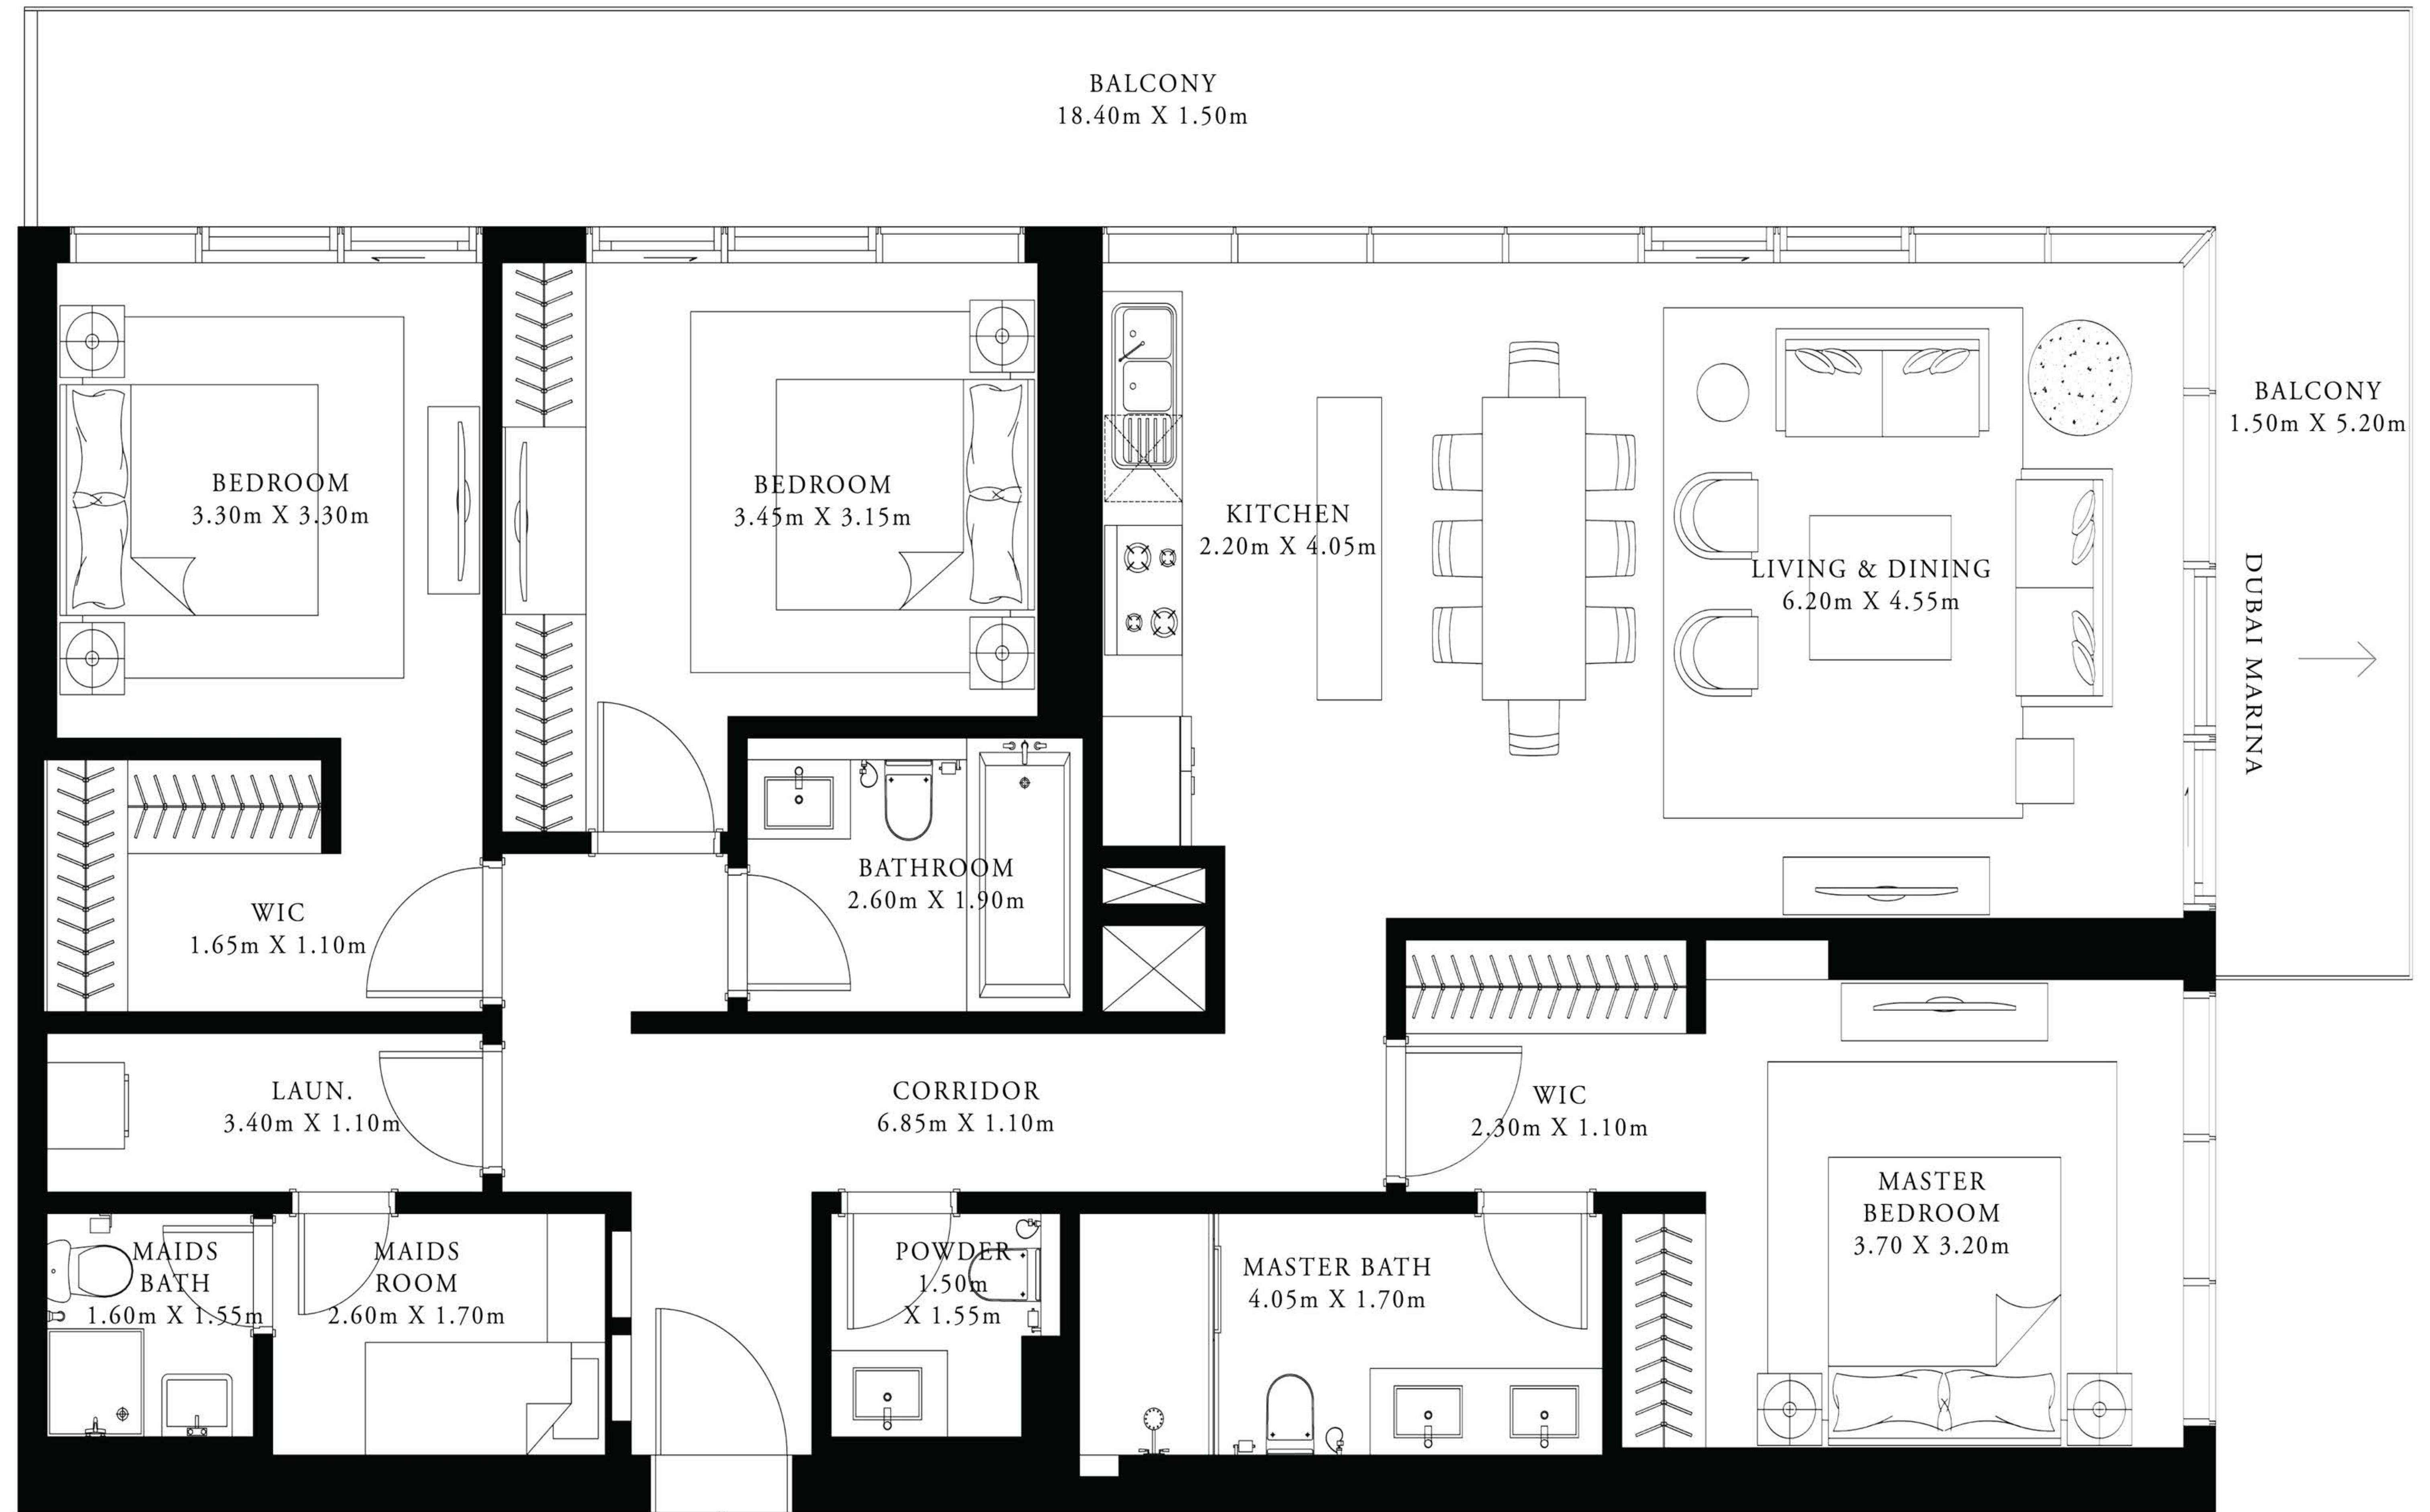 BALCONY
18.40m X 1.50m
BALCONY
1.50m X 5.20m
BEDROOM
3.30m X 3.30m
BEDROOM
3.45m X 3.15m
KITCHEN
2.20m X 4.05m
LIVING & DINING
6.20m X 4.55m
DUBAI MARINA
BATHROOM
2.60m X 1.90m
WIC
1.65m X 1.10m
LAUN.
3.40m X 1.10m
CORRIDOR
6.85m X 1.10m
WIC
2.30m X 1.10m
MASTER
BEDROOM
3.70 X 3.20m
MAIDS
BATH
1.60m X 1.55m
MAIDS
ROOM
2.60m X 1.70m
POWDER
1.50m
X 1.55m
MASTER BATH
4.05m X 1.70m